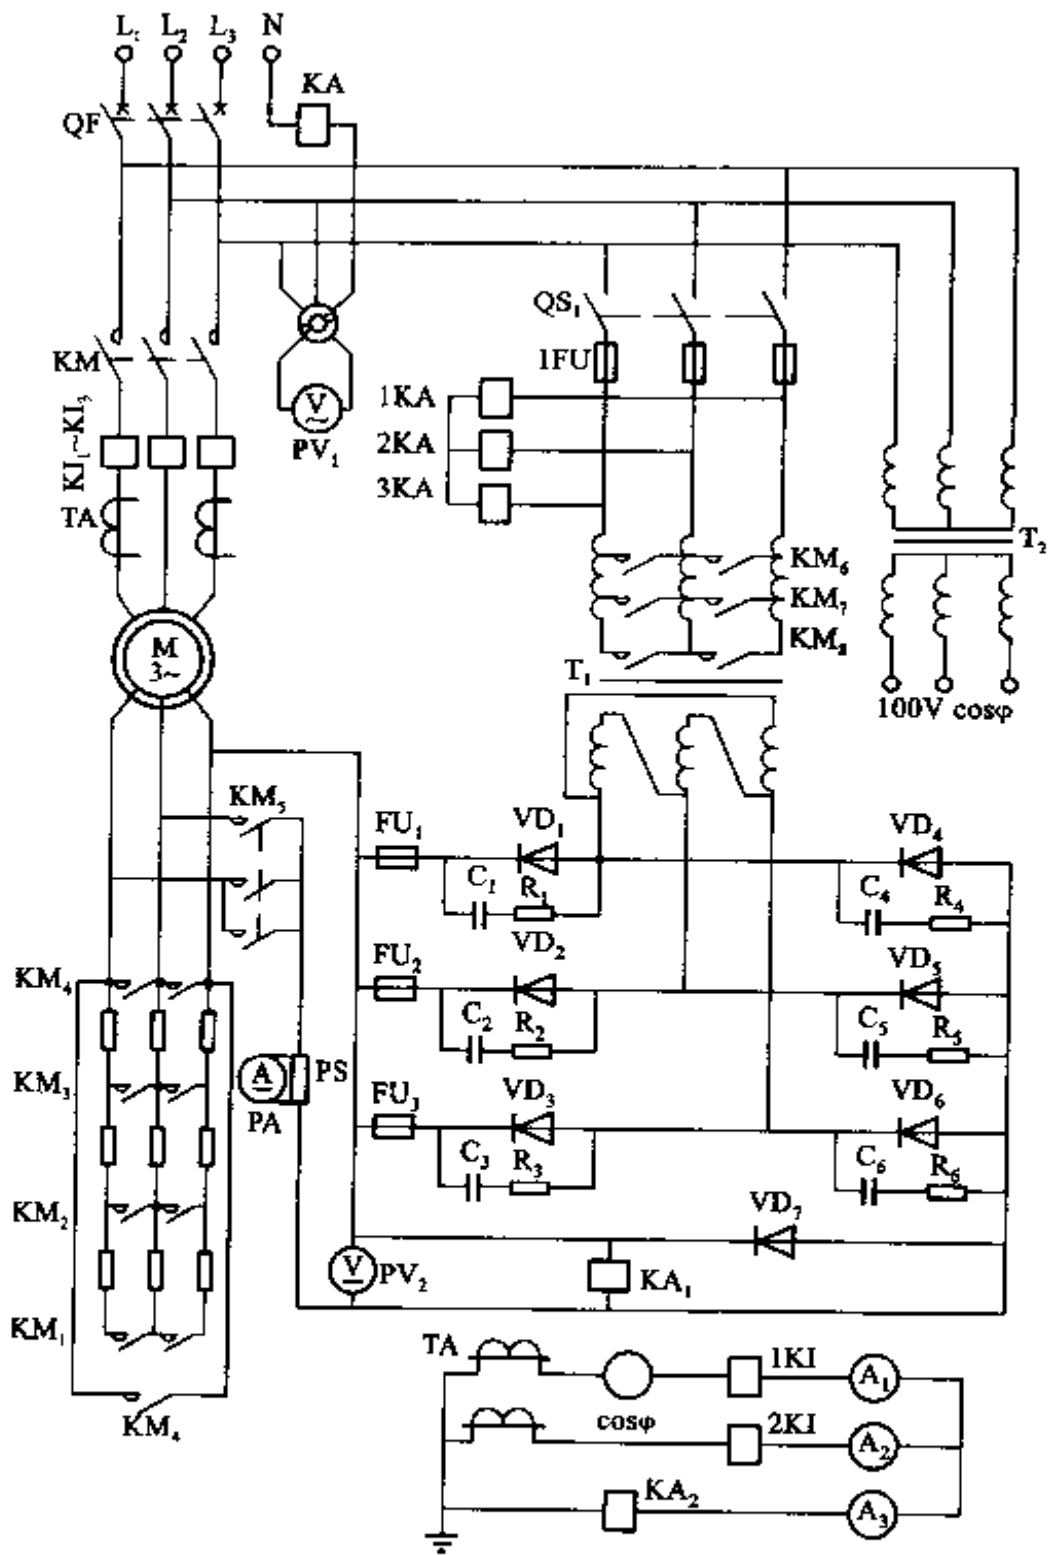 L₁ L₂ L₃ N
KA
QF
QS₁
KM
1FU
KI₁~KI₃
V
PV₁
1KA
2KA
3KA
TA
T₂
KM₆
KM₇
KM₈
M
3~
T₁
100V cosφ
KM₅
FU₁ VD₁ VD₄
C₁ R₁ C₄ R₄
FU₂ VD₂ VD₅
C₂ R₂ C₅ R₅
KM₄
KM₃
A
PS
PA
FU₃ VD₃ VD₆
C₃ R₃ C₆ R₆
KM₂
VD₇
V
PV₂
KA₁
KM₁
TA
1KI
A₁
cosφ
KM₄
2KI
A₂
KA₂
A₃